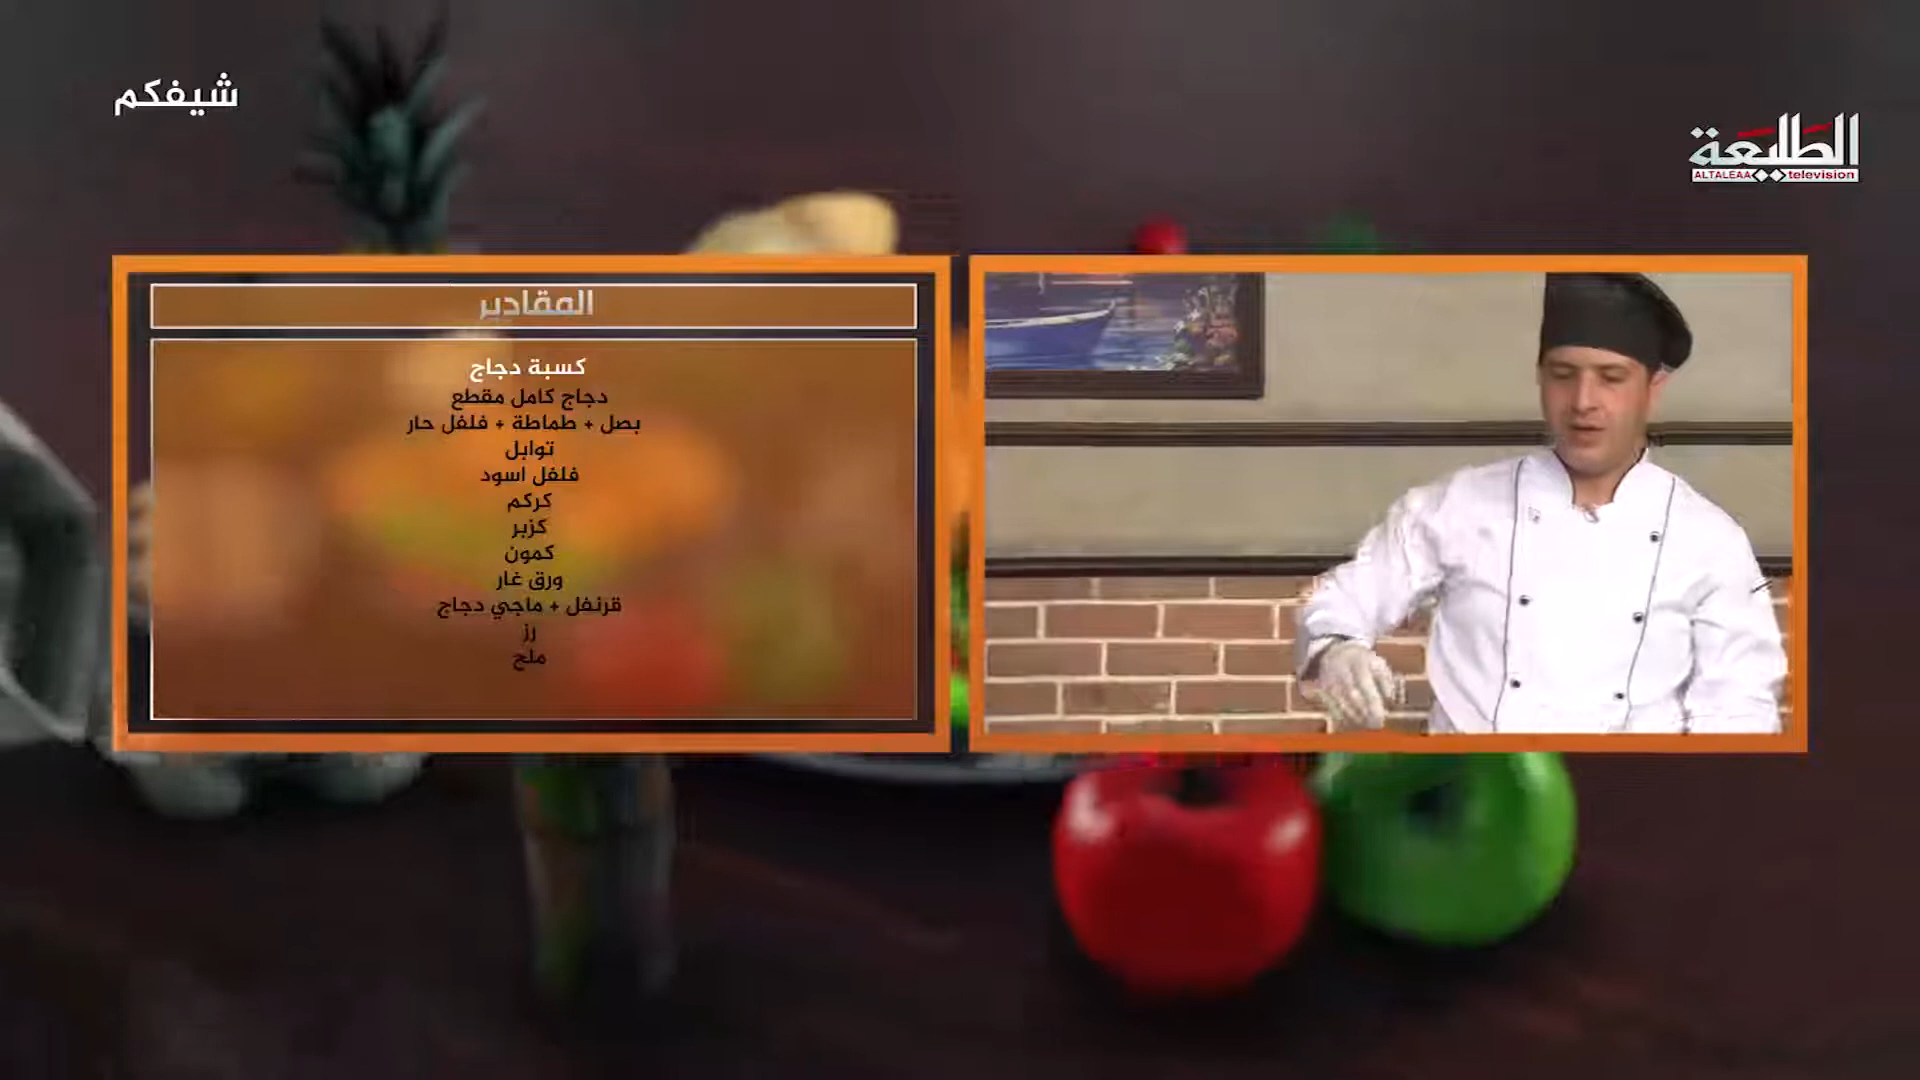 شيفكم
الطليعة
ALTALEAA television
المقادير
كسبة دجاج
دجاج كامل مقطع
بصل + طماطة + فلفل حار
توابل
فلفل اسود
كركم
كزبر
كمون
ورق غار
قرنفل + ماجي دجاج
رز
ملح